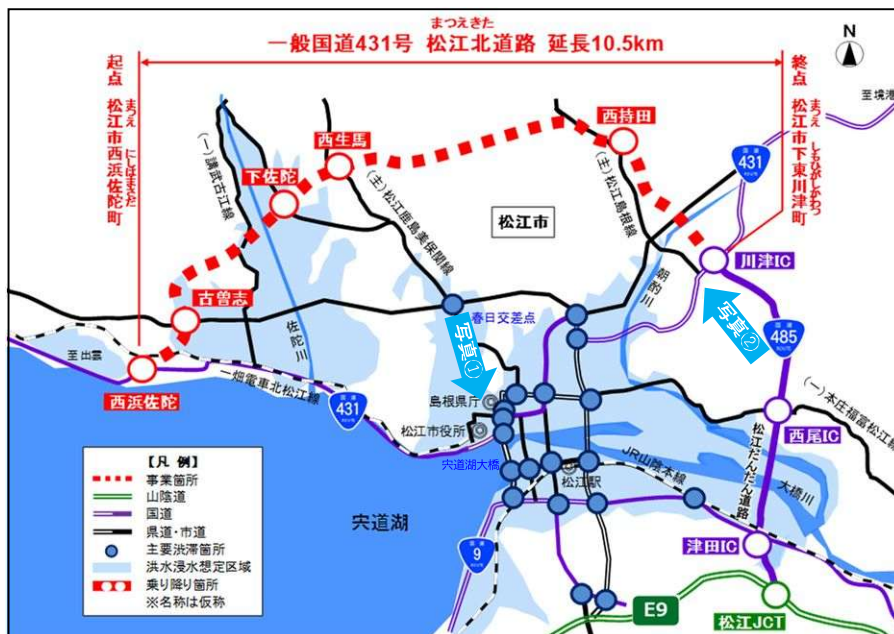 まつえきた
一般国道431号 松江北道路 延長10.5km
N
起点
松江市西浜佐陀町
まつえ にしはまさだ
終点
松江市下東川津町
まつえ しもひがしかわつ
至境港
国道
431
ROUTE
西持田
西生馬
下佐陀
(一)講武古江線
(主)松江鹿島美保関線
(主)松江島根線
松江市
川津IC
朝酌川
古曽志
佐陀川
春日交差点
写真①
写真②
国道
485
ROUTE
至出雲
一畑電車北松江線
西浜佐陀
国道
431
ROUTE
島根県庁
松江市役所
宍道湖大橋
松江駅
JR山陰本線
大橋川
西尾IC
(一)本庄福富松江線
松江だんだん道路
宍道湖
国道
9
ROUTE
津田IC
E9
松江JCT
【凡 例】
事業箇所
山陰道
国道
県道・市道
主要渋滞箇所
洪水浸水想定区域
乗り降り箇所
※名称は仮称